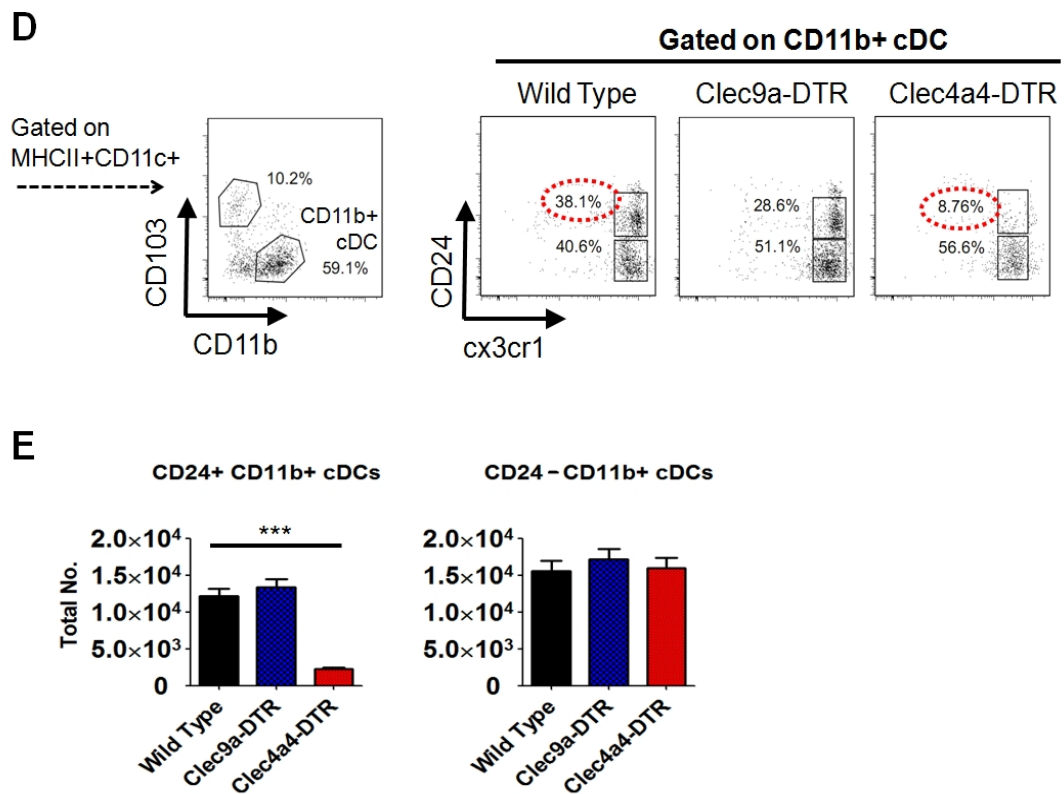 D
Gated on CD11b+ cDC
Wild Type
Clec9a-DTR
Clec4a4-DTR
Gated on
MHCII+CD11c+
10.2%
CD11b+
cDC
59.1%
CD103
CD11b
38.1%
40.6%
28.6%
51.1%
8.76%
56.6%
CD24
cx3cr1
E
CD24+ CD11b+ cDCs
***
Total No.
2.0×10⁴
1.5×10⁴
1.0×10⁴
5.0×10³
0
Wild Type
Clec9a-DTR
Clec4a4-DTR
CD24－CD11b+ cDCs
2.0×10⁴
1.5×10⁴
1.0×10⁴
5.0×10³
0
Wild Type
Clec9a-DTR
Clec4a4-DTR